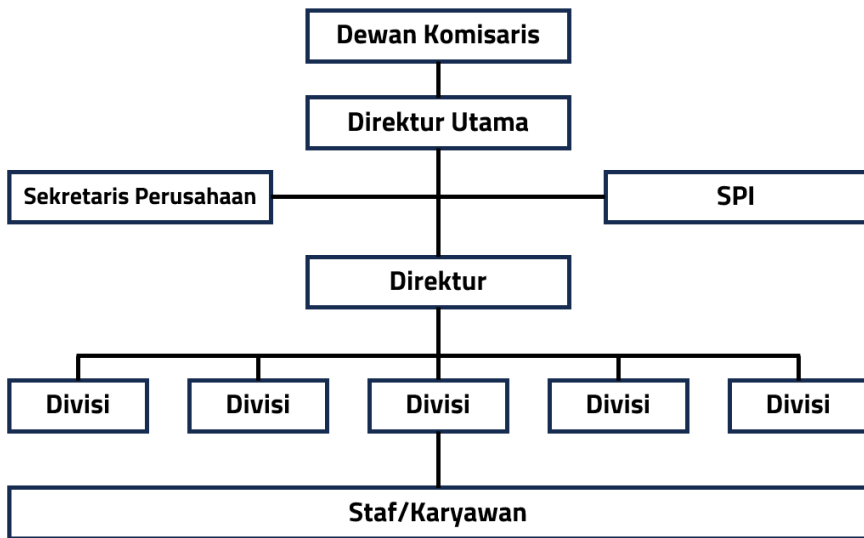 Dewan Komisaris
Direktur Utama
Sekretaris Perusahaan
SPI
Direktur
Divisi
Divisi
Divisi
Divisi
Divisi
Staf/Karyawan